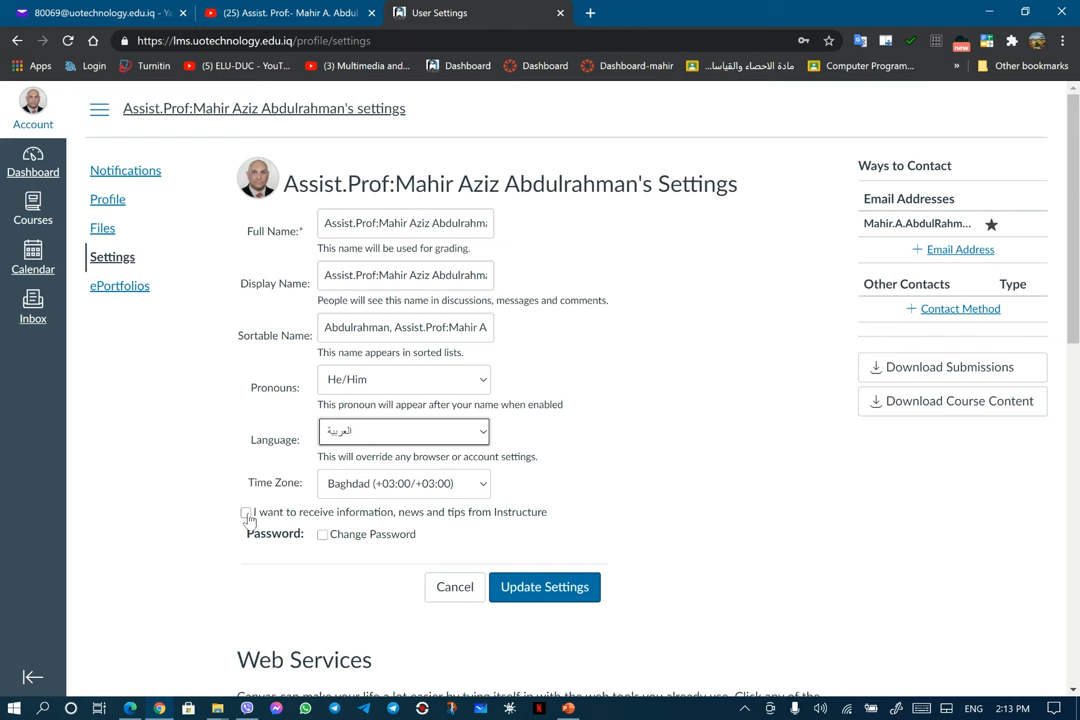 80069@uotechnology.edu.iq - Ya
(25) Assist. Prof:- Mahir A. Abdul
User Settings
https://lms.uotechnology.edu.iq/profile/settings
new
Apps
Login
Turnitin
(5) ELU-DUC - YouT...
(3) Multimedia and...
Dashboard
Dashboard
Dashboard-mahir
مادة الاحصاء والقياسا...
Computer Program...
»
Other bookmarks
Account
Assist.Prof:Mahir Aziz Abdulrahman's settings
Dashboard
Courses
Calendar
Inbox
Notifications
Profile
Files
Settings
ePortfolios
Assist.Prof:Mahir Aziz Abdulrahman's Settings
Full Name:* Assist.Prof:Mahir Aziz Abdulrahma
This name will be used for grading.
Display Name: Assist.Prof:Mahir Aziz Abdulrahma
People will see this name in discussions, messages and comments.
Sortable Name: Abdulrahman, Assist.Prof:Mahir A
This name appears in sorted lists.
Pronouns: He/Him
This pronoun will appear after your name when enabled
Language: العربية
This will override any browser or account settings.
Time Zone: Baghdad (+03:00/+03:00)
I want to receive information, news and tips from Instructure
Password: Change Password
Cancel
Update Settings
Web Services
Canvas can make your life a lot easier by tying itself in with the web tools you already use. Click any of the
Ways to Contact
Email Addresses
Mahir.A.AbdulRahm... ★
+ Email Address
Other Contacts Type
+ Contact Method
Download Submissions
Download Course Content
ENG 2:13 PM